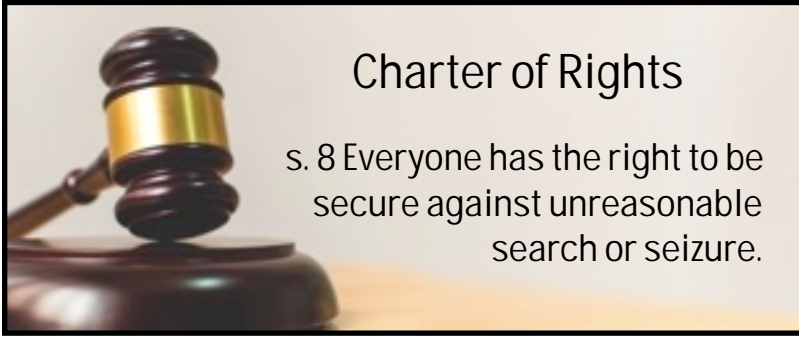 Charter of Rights
s. 8 Everyone has the right to be
secure against unreasonable
search or seizure.